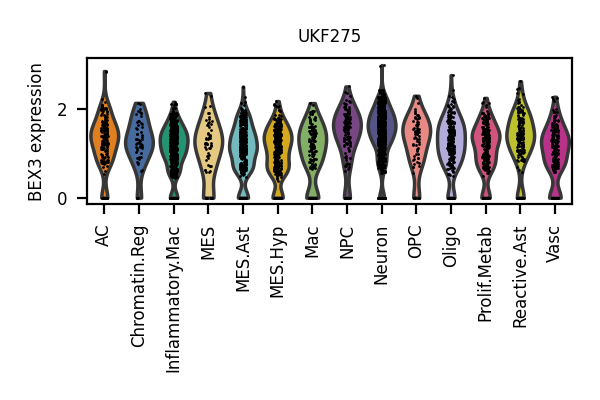 UKF275
BEX3 expression
2
0
AC
Chromatin.Reg
Inflammatory.Mac
MES
MES.Ast
MES.Hyp
Mac
NPC
Neuron
OPC
Oligo
Prolif.Metab
Reactive.Ast
Vasc